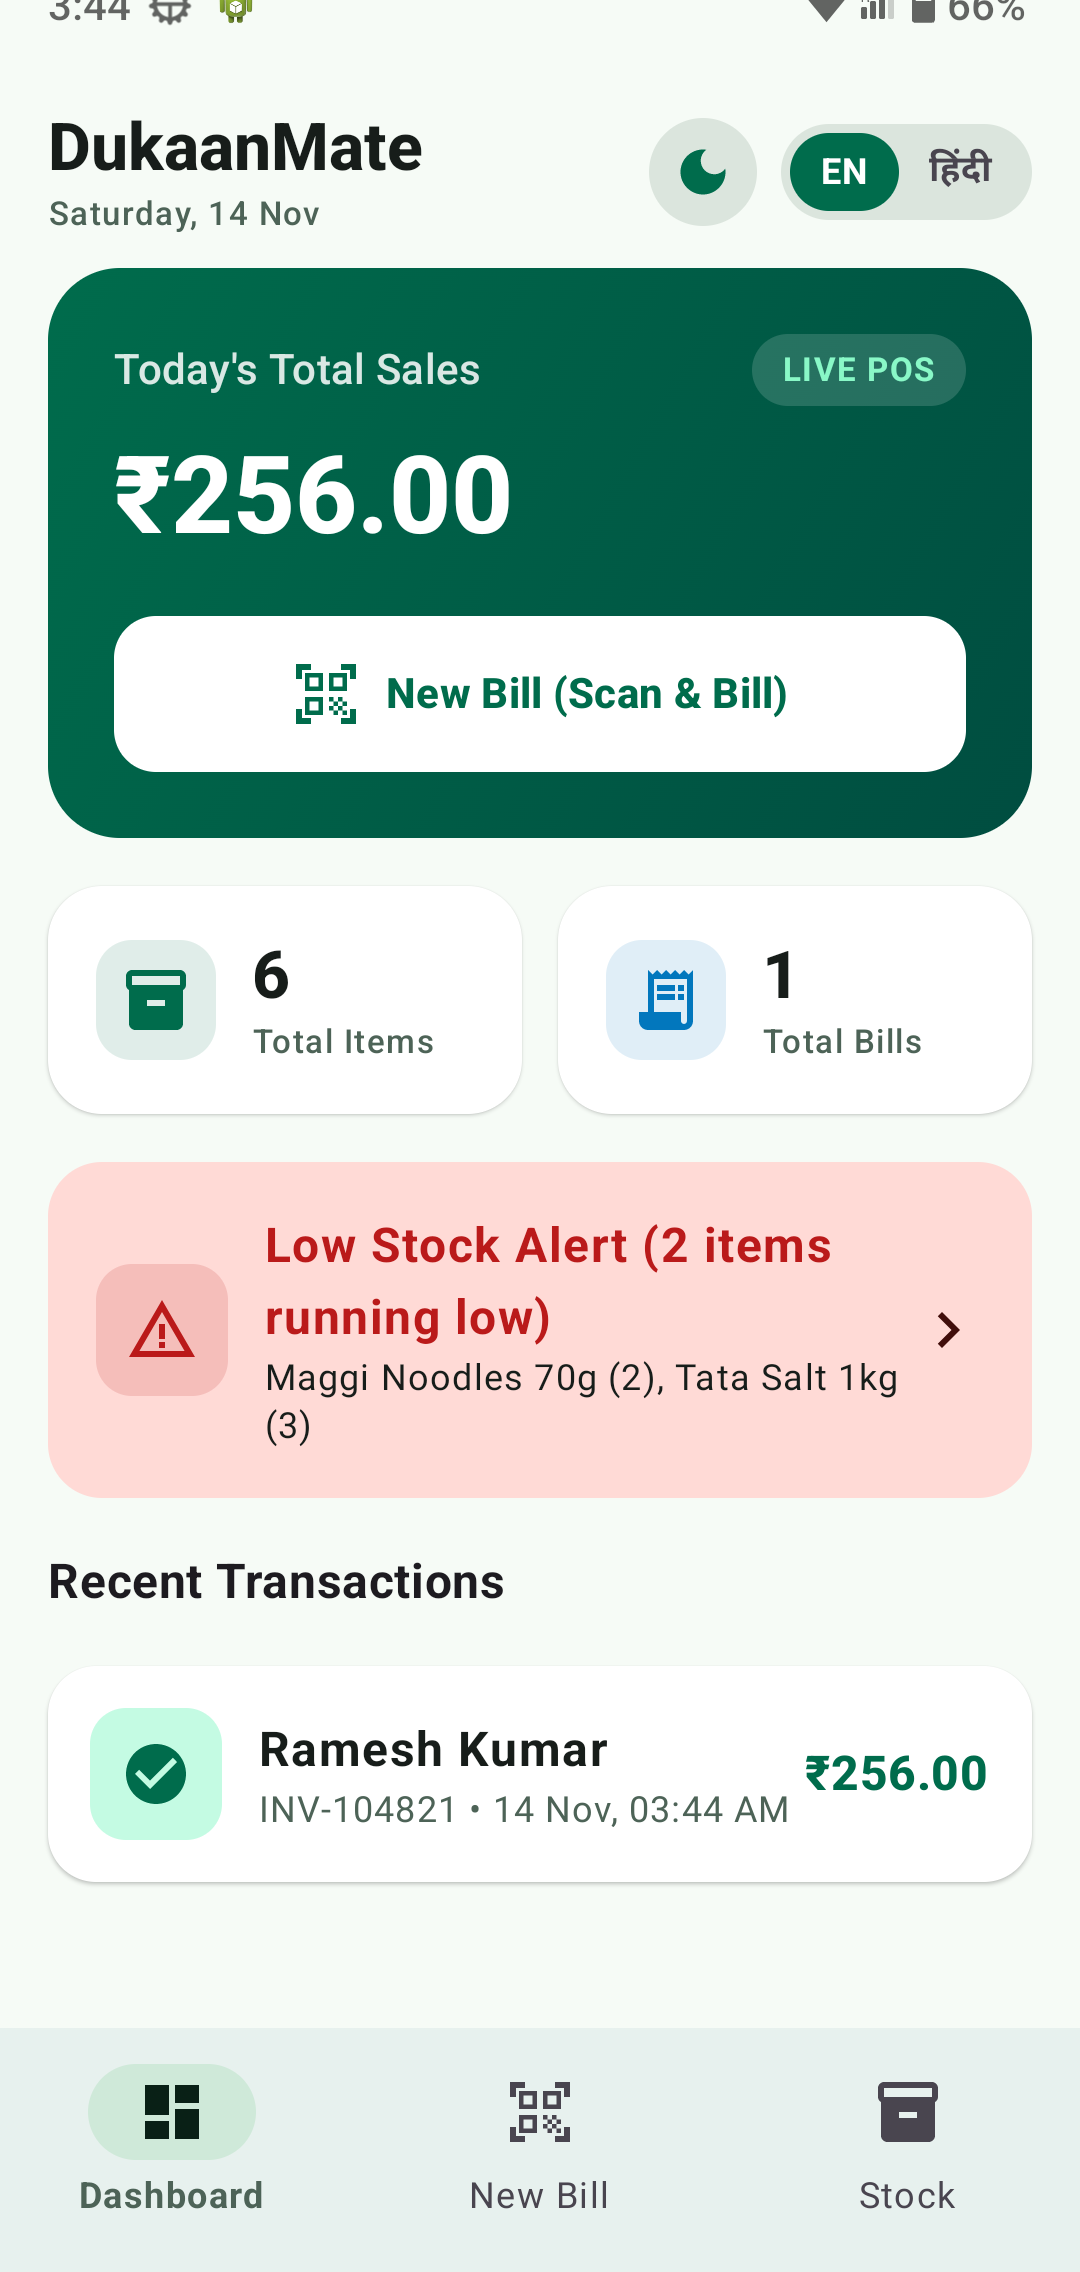 3:44 66%
DukaanMate
Saturday, 14 Nov
EN हिंदी
Today's Total Sales
LIVE POS
₹256.00
New Bill (Scan & Bill)
6
Total Items
1
Total Bills
Low Stock Alert (2 items
running low)
Maggi Noodles 70g (2), Tata Salt 1kg
(3)
Recent Transactions
Ramesh Kumar
INV-104821 • 14 Nov, 03:44 AM
₹256.00
Dashboard
New Bill
Stock